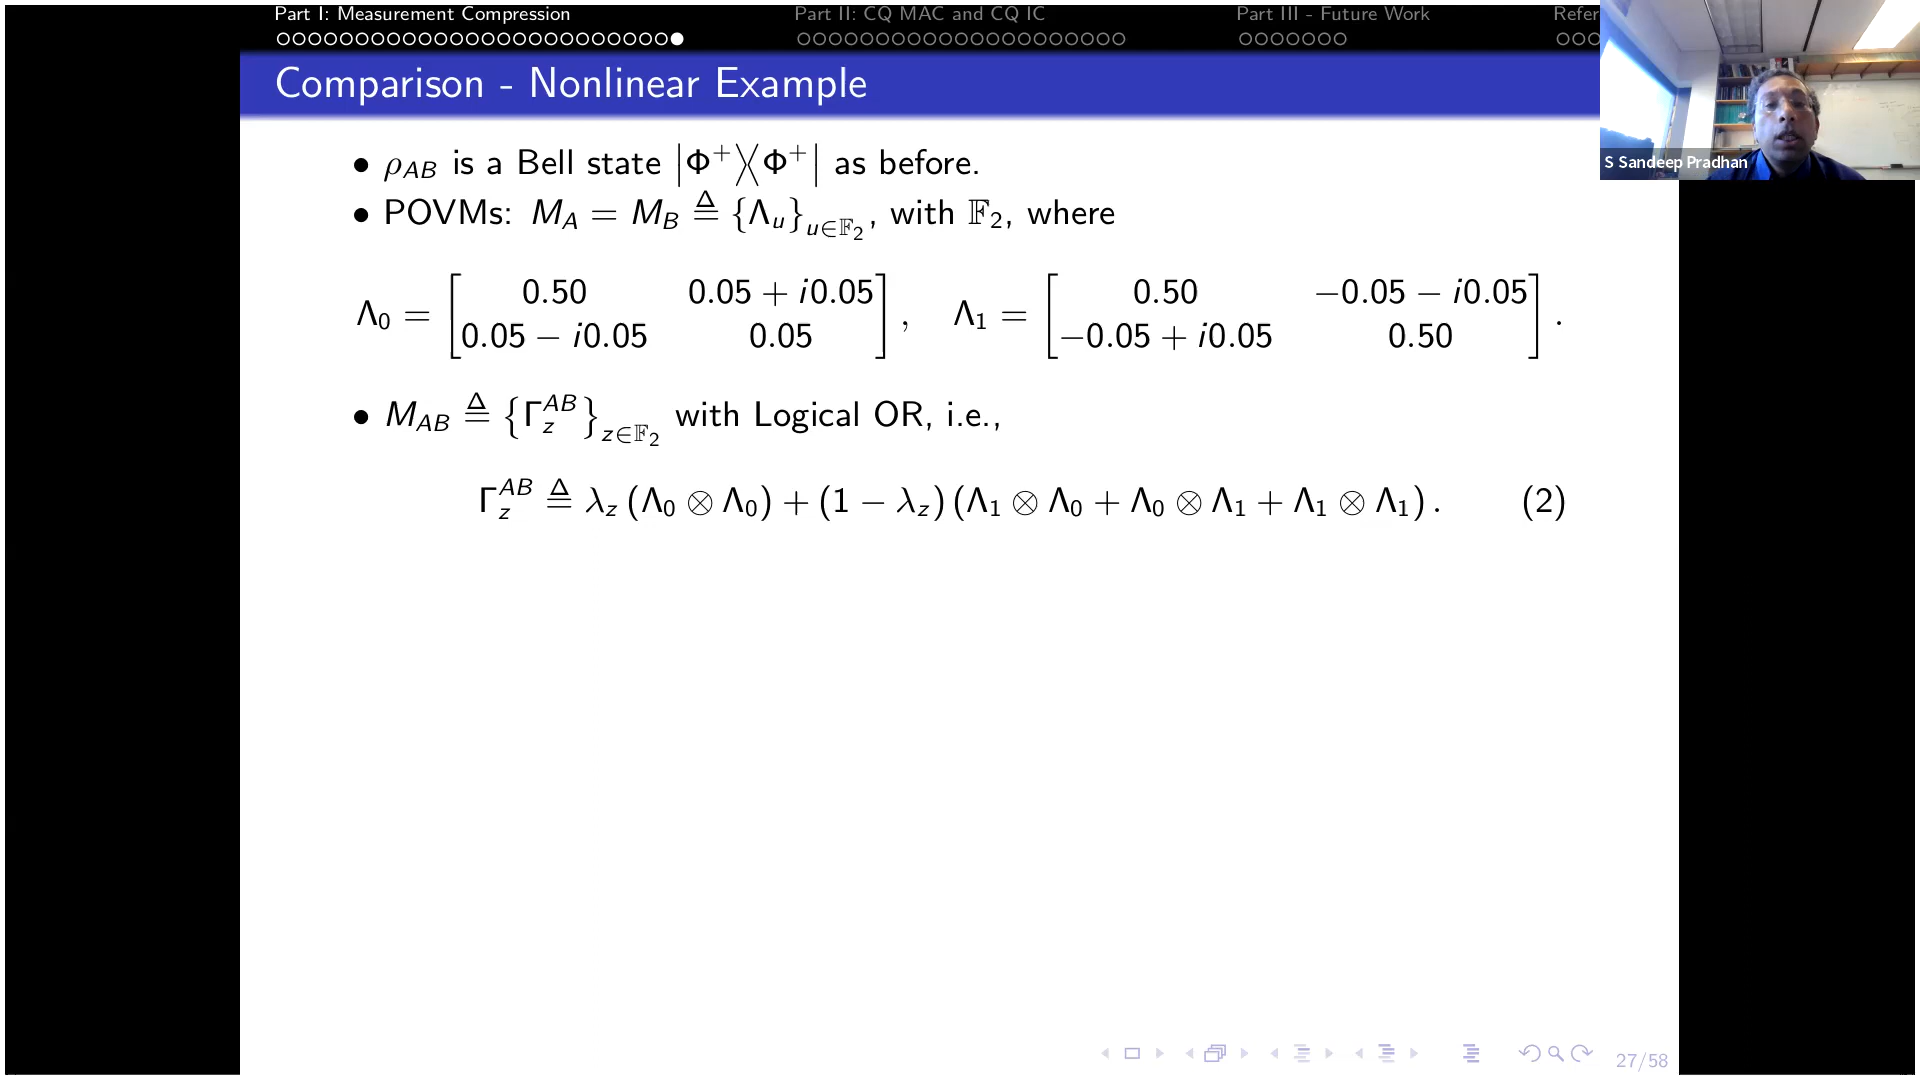 Part I: Measurement Compression Part II: CQ MAC and CQ IC Part III - Future Work Refer
Comparison - Nonlinear Example
S Sandeep Pradhan
• ρ_AB is a Bell state |Φ⁺⟩⟨Φ⁺| as before.
• POVMs: M_A = M_B ≜ {Λ_u}_{u∈𝔽₂}, with 𝔽₂, where
Λ₀ = [0.50 0.05 + i0.05; 0.05 − i0.05 0.05], Λ₁ = [0.50 −0.05 − i0.05; −0.05 + i0.05 0.50].
• M_AB ≜ {Γ_z^AB}_{z∈𝔽₂} with Logical OR, i.e.,
Γ_z^AB ≜ λ_z (Λ₀ ⊗ Λ₀) + (1 − λ_z) (Λ₁ ⊗ Λ₀ + Λ₀ ⊗ Λ₁ + Λ₁ ⊗ Λ₁). (2)
27/58